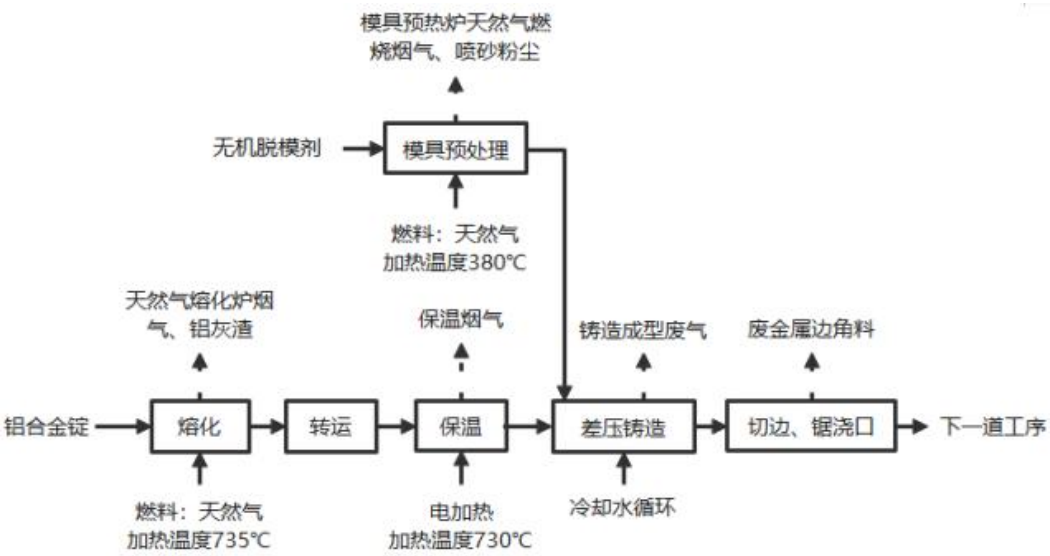 模具预热炉天然气燃
烧烟气、喷砂粉尘
无机脱模剂
模具预处理
燃料：天然气
加热温度380℃
天然气熔化炉烟
气、铝灰渣
保温烟气
铸造成型废气
废金属边角料
铝合金锭
熔化
转运
保温
差压铸造
切边、锯浇口
下一道工序
燃料：天然气
加热温度735℃
电加热
加热温度730℃
冷却水循环